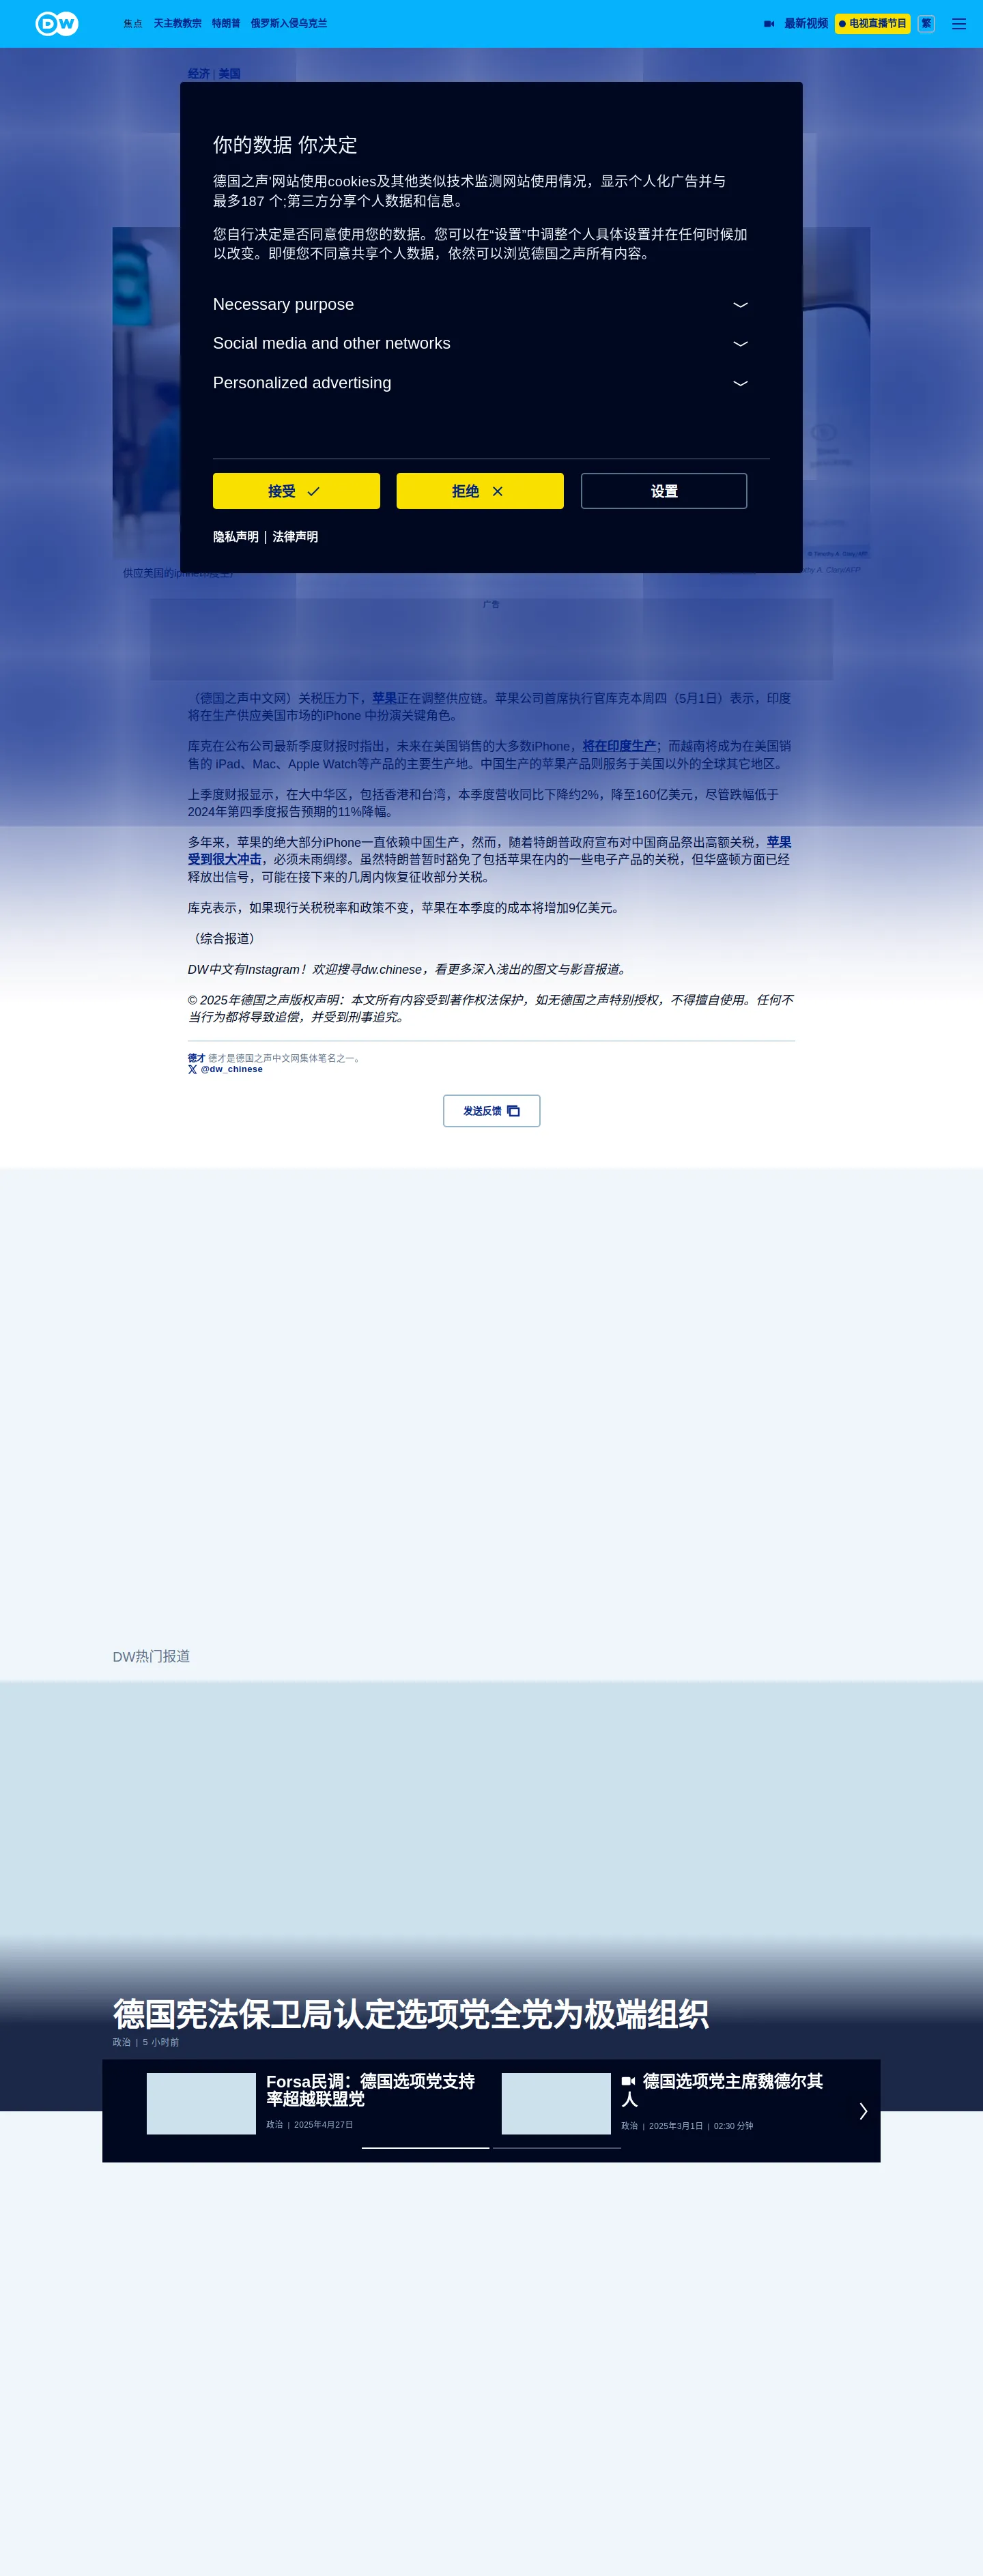 DW
焦点 天主教教宗 特朗普 俄罗斯入侵乌克兰
最新视频 电视直播节目 繁
经济 | 美国
你的数据 你决定
德国之声'网站使用cookies及其他类似技术监测网站使用情况，显示个人化广告并与
最多187 个;第三方分享个人数据和信息。
您自行决定是否同意使用您的数据。您可以在“设置”中调整个人具体设置并在任何时候加
以改变。即便您不同意共享个人数据，依然可以浏览德国之声所有内容。
Necessary purpose
Social media and other networks
Personalized advertising
接受
拒绝
设置
隐私声明 | 法律声明
供应美国的
广告
（德国之声中文网）关税压力下，苹果正在调整供应链。苹果公司首席执行官库克本周四（5月1日）表示，印度
将在生产供应美国市场的iPhone 中扮演关键角色。
库克在公布公司最新季度财报时指出，未来在美国销售的大多数iPhone，将在印度生产；而越南将成为在美国销
售的 iPad、Mac、Apple Watch等产品的主要生产地。中国生产的苹果产品则服务于美国以外的全球其它地区。
上季度财报显示，在大中华区，包括香港和台湾，本季度营收同比下降约2%，降至160亿美元，尽管跌幅低于
2024年第四季度报告预期的11%降幅。
多年来，苹果的绝大部分iPhone一直依赖中国生产，然而，随着特朗普政府宣布对中国商品祭出高额关税，苹果
受到很大冲击，必须未雨绸缪。虽然特朗普暂时豁免了包括苹果在内的一些电子产品的关税，但华盛顿方面已经
释放出信号，可能在接下来的几周内恢复征收部分关税。
库克表示，如果现行关税税率和政策不变，苹果在本季度的成本将增加9亿美元。
（综合报道）
DW中文有Instagram！欢迎搜寻dw.chinese，看更多深入浅出的图文与影音报道。
© 2025年德国之声版权声明：本文所有内容受到著作权法保护，如无德国之声特别授权，不得擅自使用。任何不
当行为都将导致追偿，并受到刑事追究。
德才 德才是德国之声中文网集体笔名之一。
@dw_chinese
发送反馈
DW热门报道
德国宪法保卫局认定选项党全党为极端组织
政治 | 5 小时前
Forsa民调：德国选项党支持
率超越联盟党
政治 | 2025年4月27日
德国选项党主席魏德尔其
人
政治 | 2025年3月1日 | 02:30 分钟